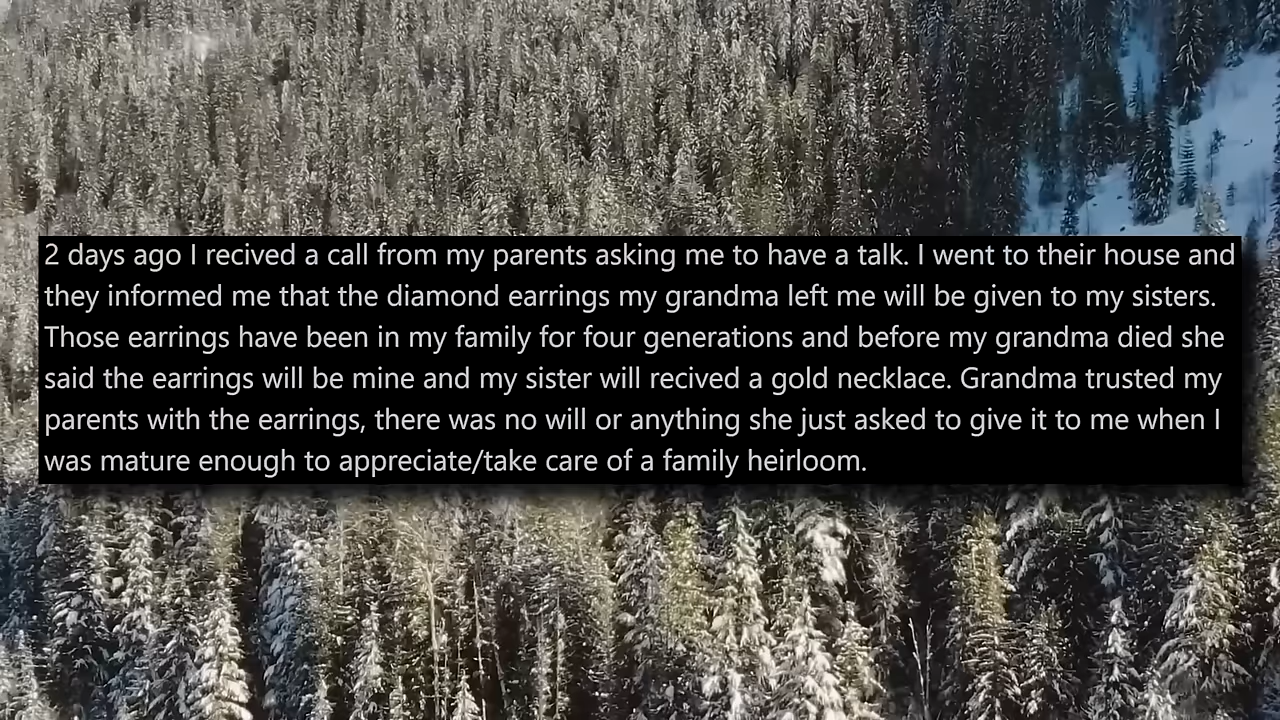 2 days ago I recived a call from my parents asking me to have a talk. I went to their house and
they informed me that the diamond earrings my grandma left me will be given to my sisters.
Those earrings have been in my family for four generations and before my grandma died she
said the earrings will be mine and my sister will recived a gold necklace. Grandma trusted my
parents with the earrings, there was no will or anything she just asked to give it to me when I
was mature enough to appreciate/take care of a family heirloom.